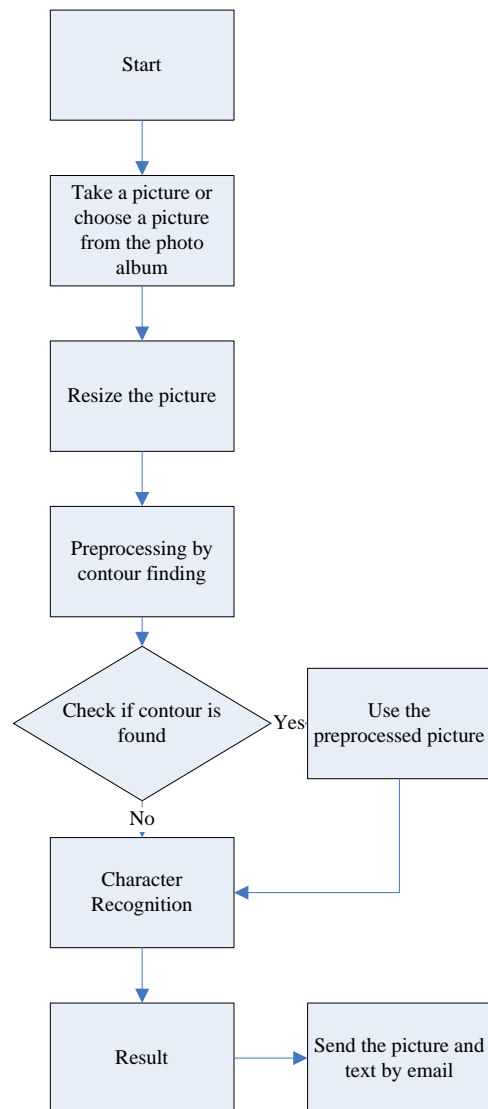 Start
Take a picture or
choose a picture
from the photo
album
Resize the picture
Preprocessing by
contour finding
Check if contour is
found
Yes
Use the
preprocessed picture
No
Character
Recognition
Result
Send the picture and
text by email